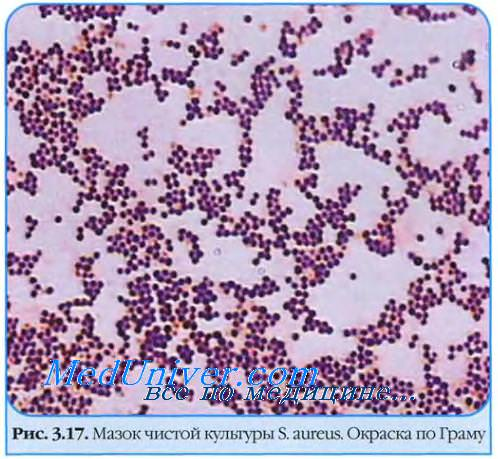 MedUniver.com
все по медицине...
Рис. 3.17. Мазок чистой культуры S. aureus. Окраска по Граму